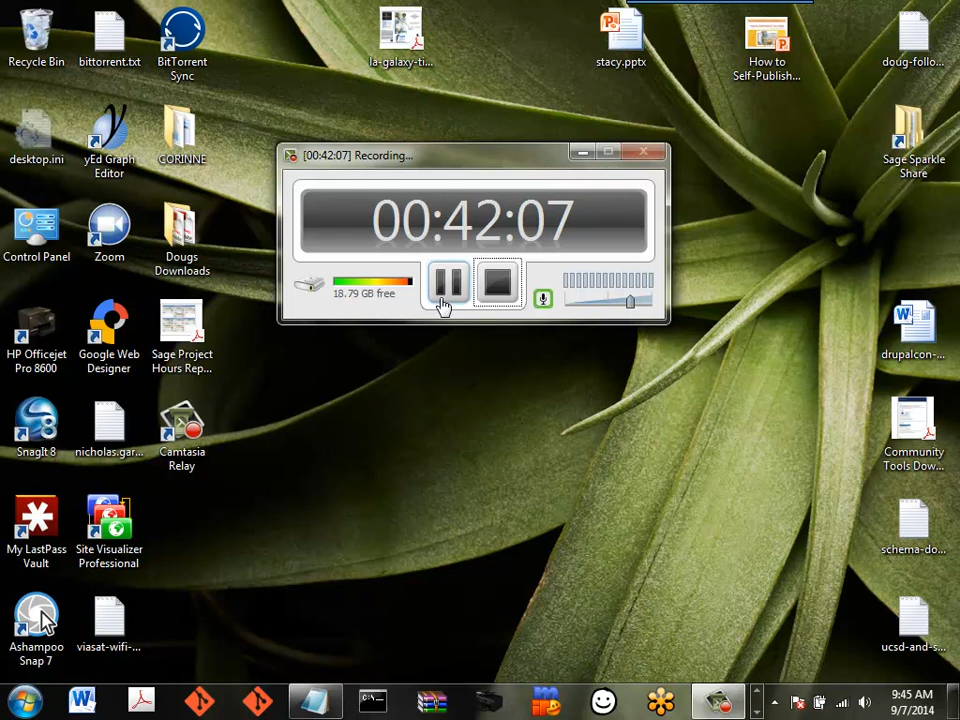 Recycle Bin
bittorrent.txt
BitTorrent
Sync
la-galaxy-ti...
stacy.pptx
How to
Self-Publish...
doug-follo...
desktop.ini
yEd Graph
Editor
CORINNE
Sage Sparkle
Share
[00:42:07] Recording...
00:42:07
18.79 GB free
Control Panel
Zoom
Dougs
Downloads
HP Officejet
Pro 8600
Google Web
Designer
Sage Project
Hours Rep...
drupalcon-...
SnagIt 8
nicholas.gar...
Camtasia
Relay
Community
Tools Dow...
My LastPass
Vault
Site Visualizer
Professional
schema-do...
Ashampoo
Snap 7
viasat-wifi-...
ucsd-and-s...
9:45 AM
9/7/2014